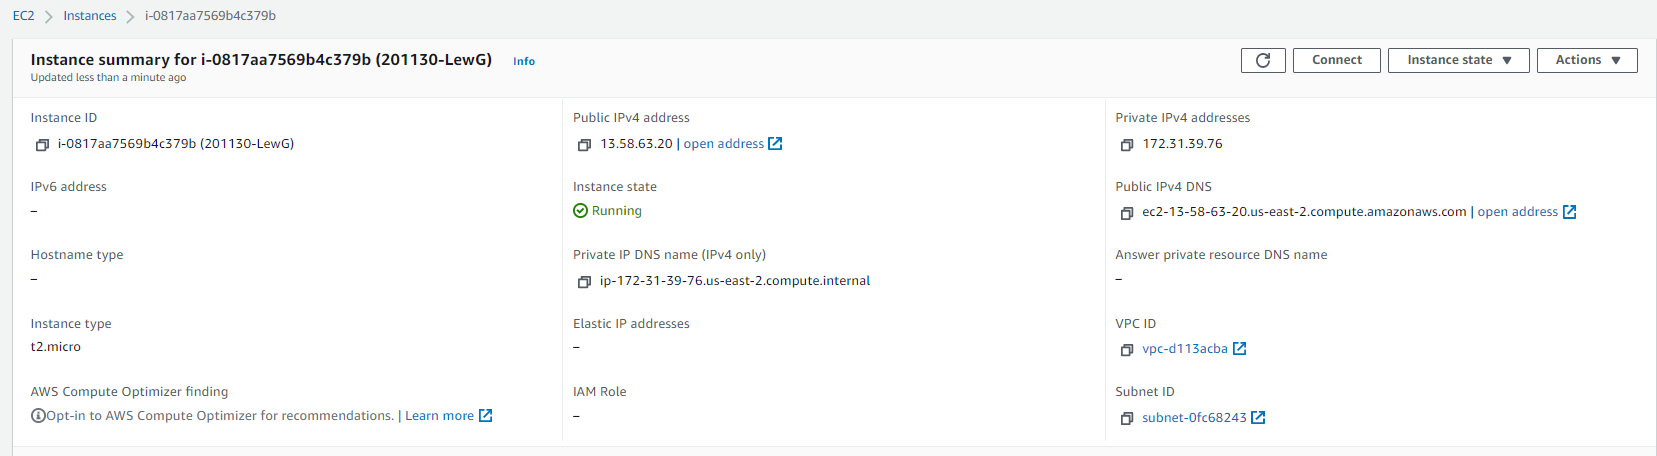 EC2 > Instances > i-0817aa7569b4c379b
Instance summary for i-0817aa7569b4c379b (201130-LewG) Info
Updated less than a minute ago
Connect
Instance state
Actions
Instance ID
i-0817aa7569b4c379b (201130-LewG)
Public IPv4 address
13.58.63.20 | open address
Private IPv4 addresses
172.31.39.76
IPv6 address
–
Instance state
Running
Public IPv4 DNS
ec2-13-58-63-20.us-east-2.compute.amazonaws.com | open address
Hostname type
–
Private IP DNS name (IPv4 only)
ip-172-31-39-76.us-east-2.compute.internal
Answer private resource DNS name
–
Instance type
t2.micro
Elastic IP addresses
–
VPC ID
vpc-d113acba
AWS Compute Optimizer finding
Opt-in to AWS Compute Optimizer for recommendations. | Learn more
IAM Role
–
Subnet ID
subnet-0fc68243